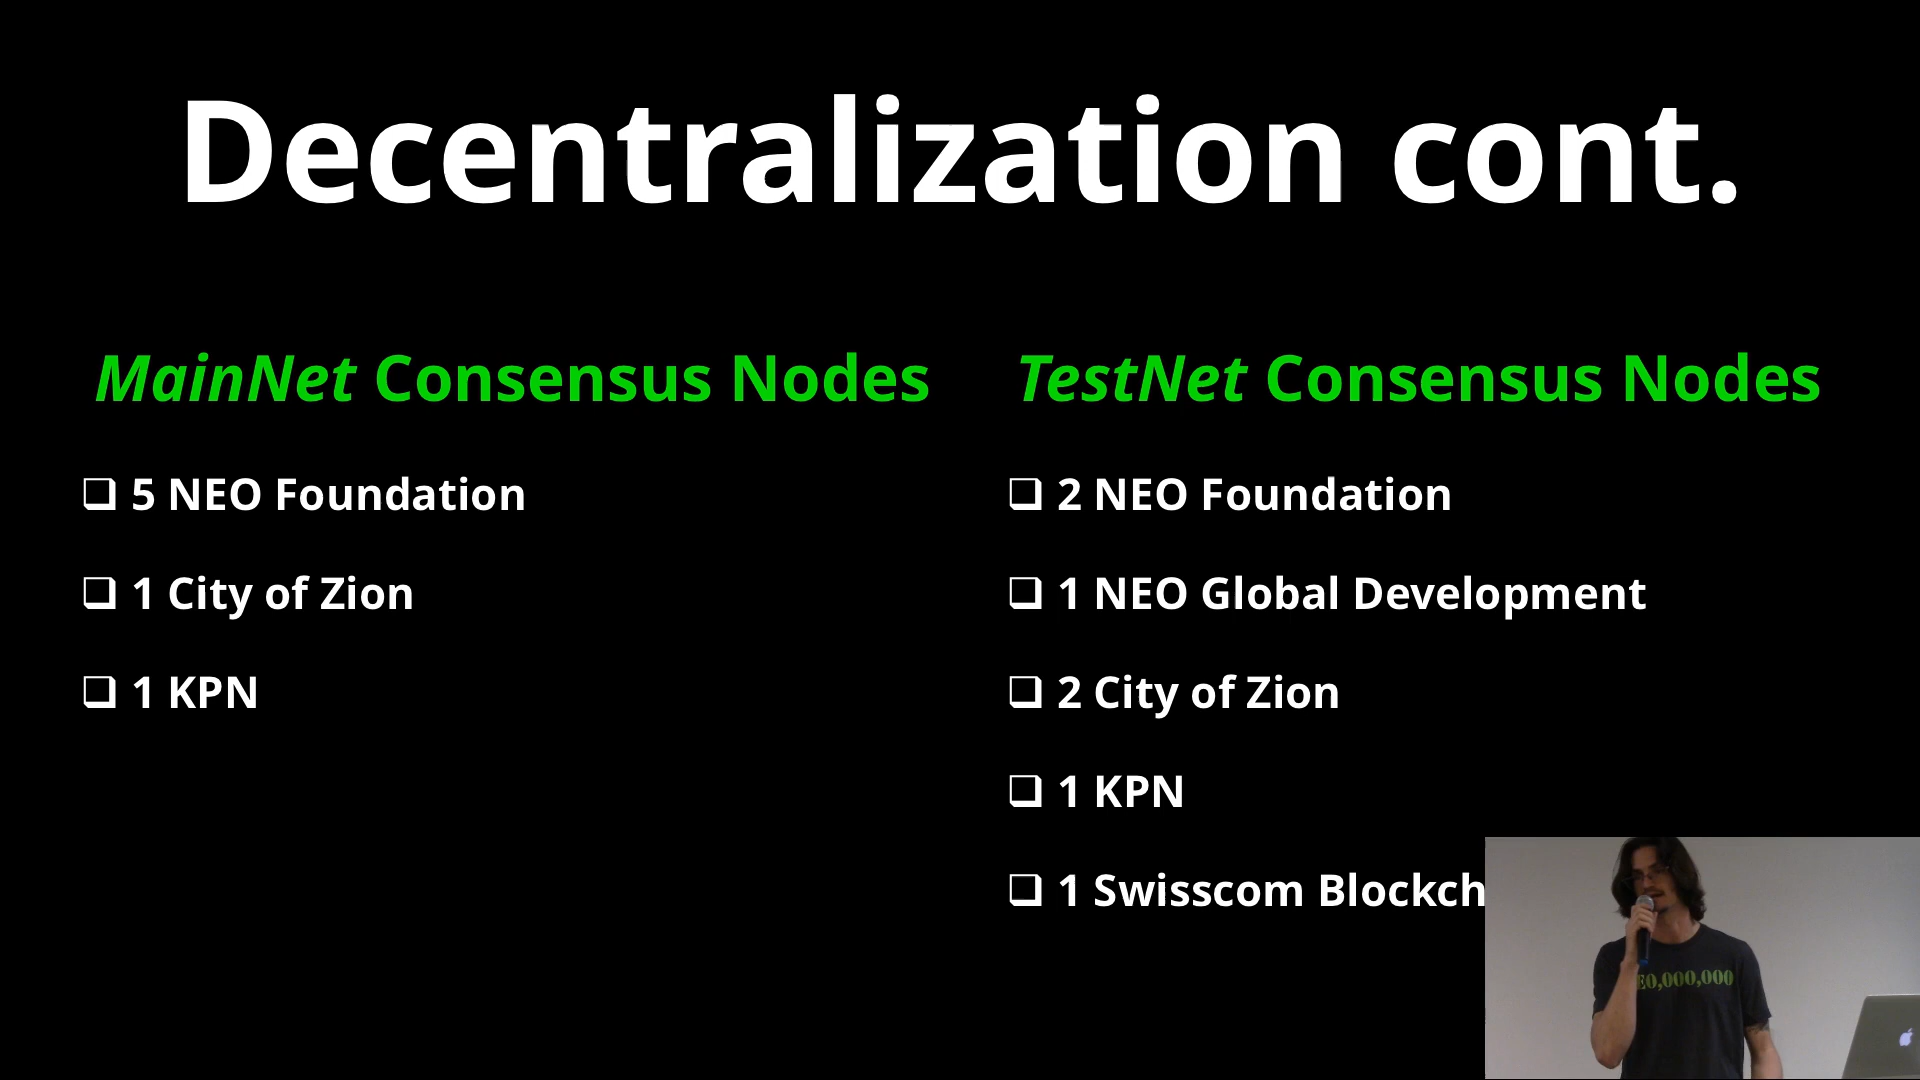 Decentralization cont.
MainNet Consensus Nodes
❑ 5 NEO Foundation
❑ 1 City of Zion
❑ 1 KPN
TestNet Consensus Nodes
❑ 2 NEO Foundation
❑ 1 NEO Global Development
❑ 2 City of Zion
❑ 1 KPN
❑ 1 Swisscom